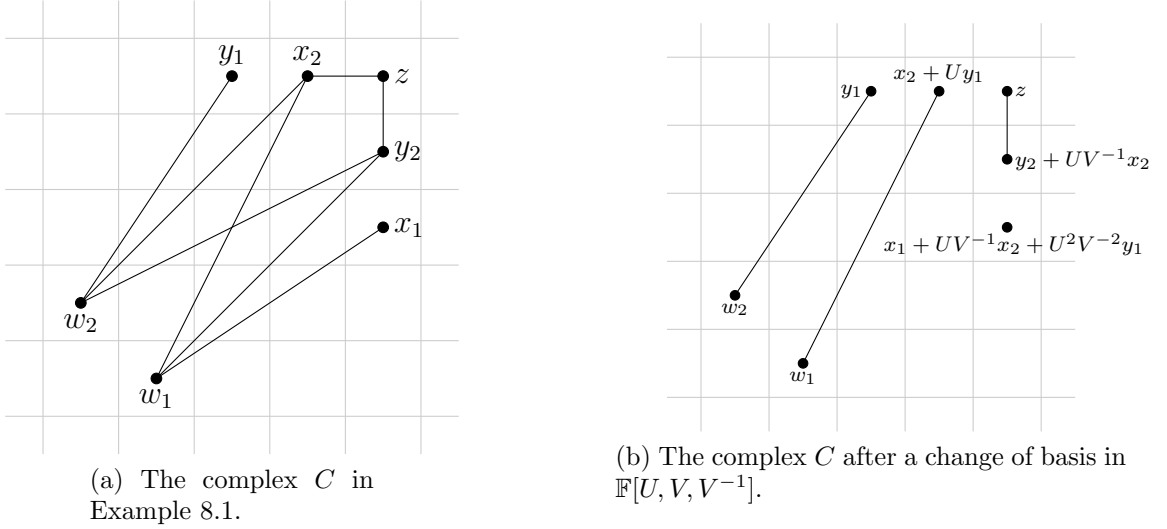 y₁ x₂ z
y₂
x₁
w₂
w₁
(a) The complex C in
Example 8.1.
x₂ + Uy₁
y₁ z
y₂ + UV⁻¹x₂
x₁ + UV⁻¹x₂ + U²V⁻²y₁
w₂
w₁
(b) The complex C after a change of basis in
𝔽[U, V, V⁻¹].